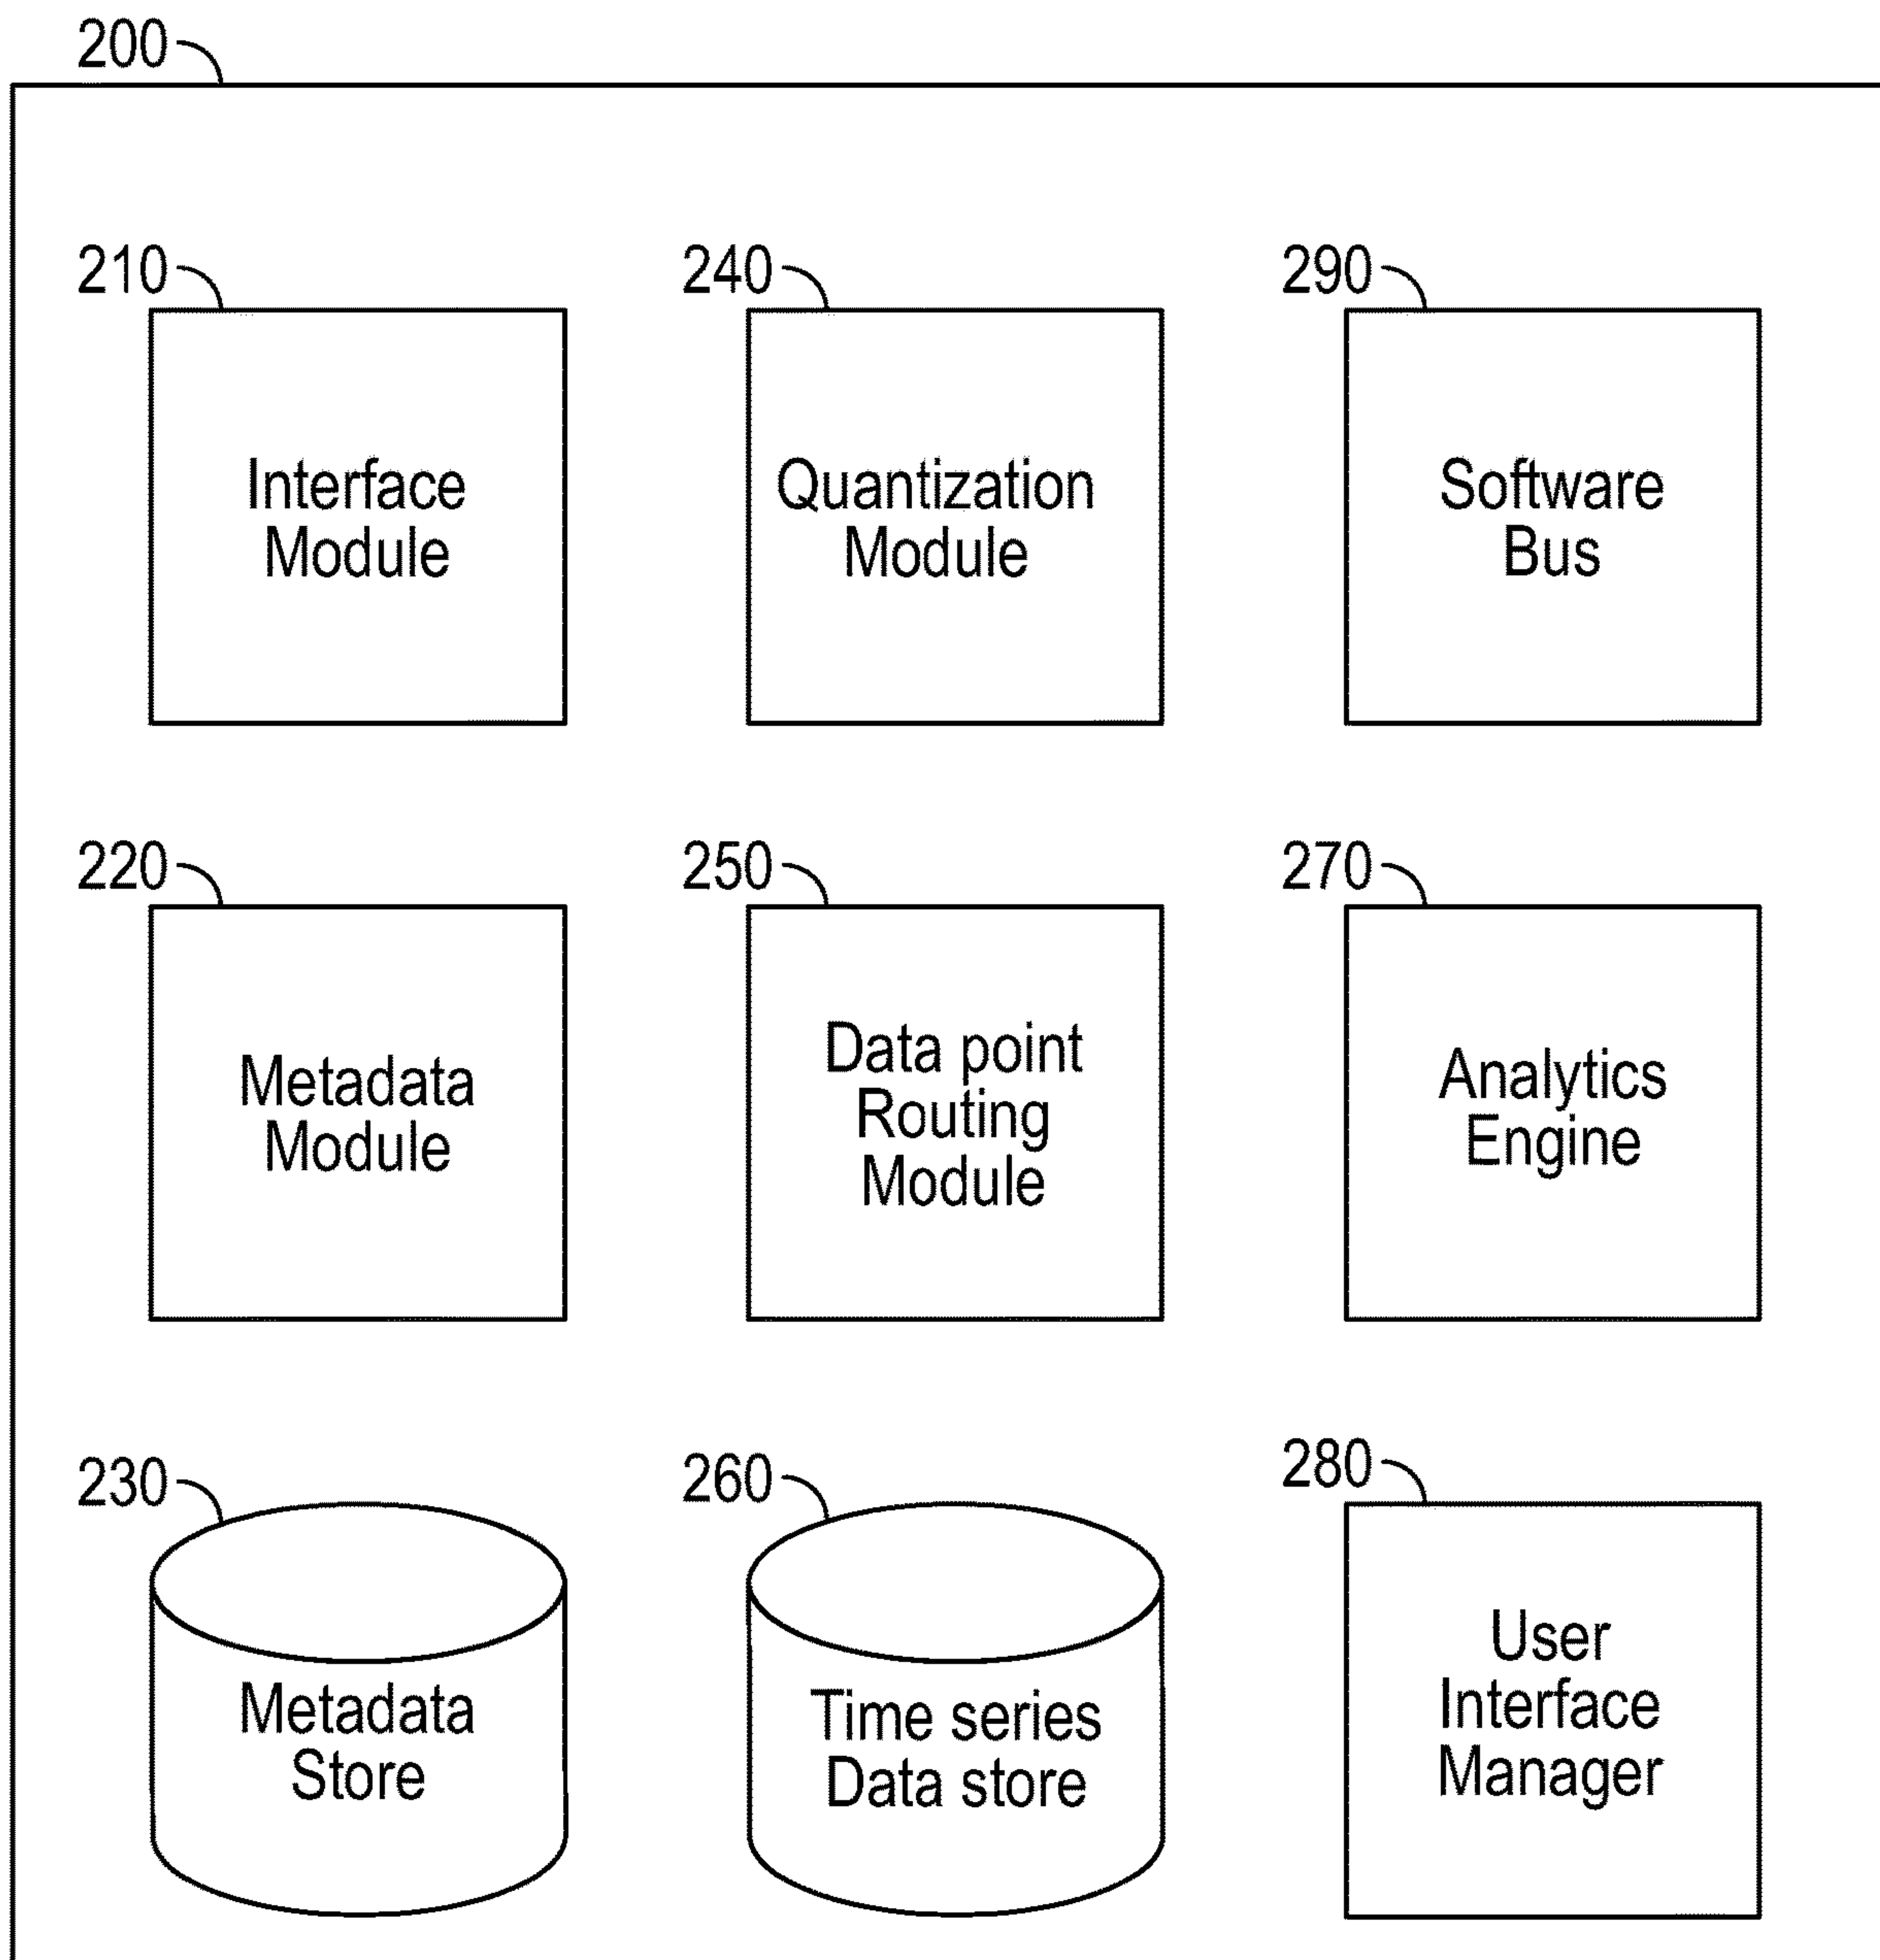 200
210
Interface
Module
240
Quantization
Module
290
Software
Bus
220
Metadata
Module
250
Data point
Routing
Module
270
Analytics
Engine
230
Metadata
Store
260
Time series
Data store
280
User
Interface
Manager